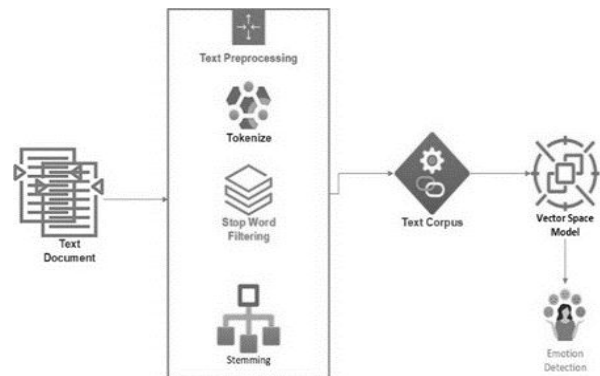 Text Preprocessing
Tokenize
Stop Word
Filtering
Stemming
Text
Document
Text Corpus
Vector Space
Model
Emotion
Detection